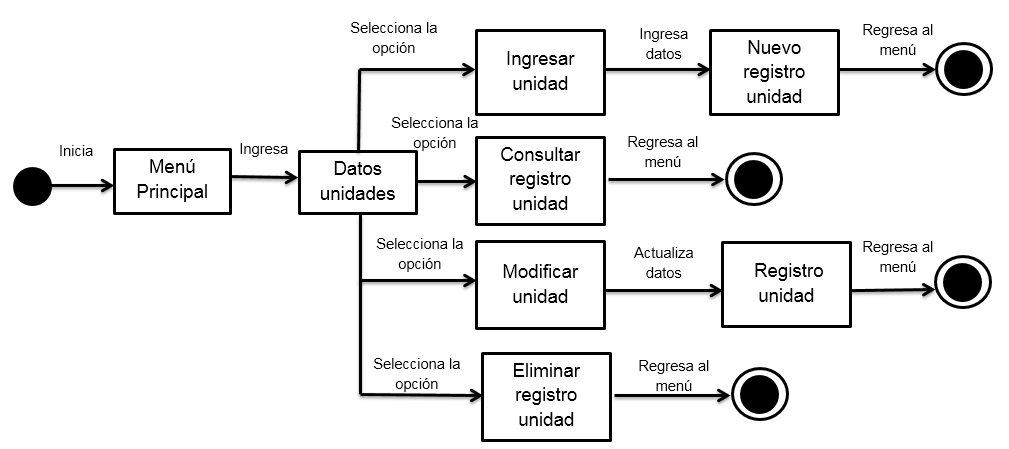 Inicia
Menú
Principal
Ingresa
Datos
unidades
Selecciona la
opción
Ingresar
unidad
Ingresa
datos
Nuevo
registro
unidad
Regresa al
menú
Selecciona la
opción
Consultar
registro
unidad
Regresa al
menú
Selecciona la
opción
Modificar
unidad
Actualiza
datos
Registro
unidad
Regresa al
menú
Selecciona la
opción
Eliminar
registro
unidad
Regresa al
menú